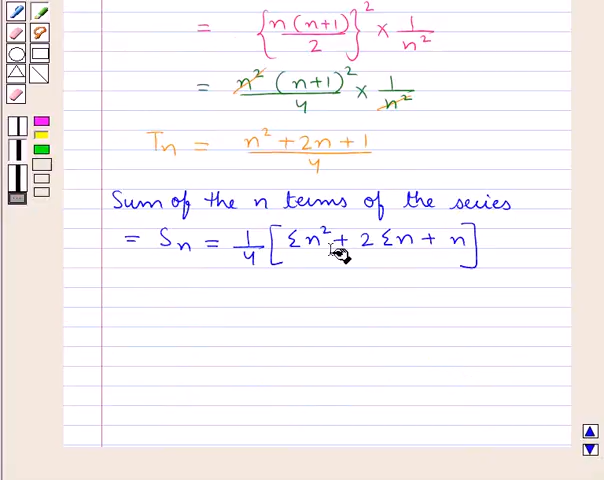 = {n(n+1)/2}² × 1/n²
= n²(n+1)²/4 × 1/n²
Tn = n²+2n+1/4
Sum of the n terms of the series
= Sn = 1/4 [Σn² + 2Σn + n]